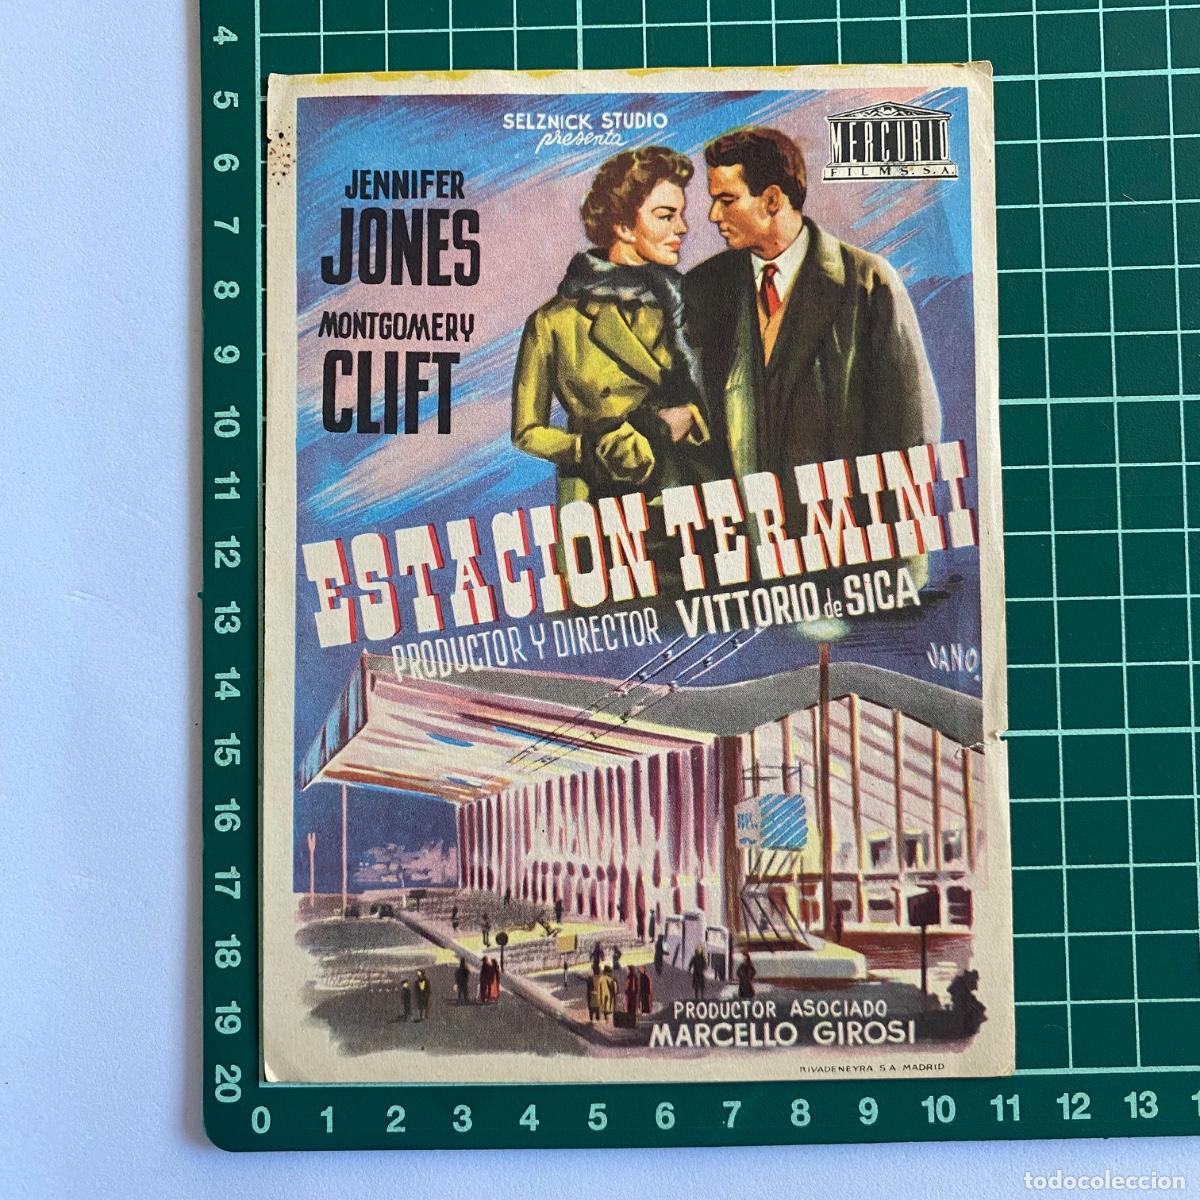 SELZNICK STUDIO
presenta
MERCURIO
FILMS. S.A.
JENNIFER
JONES
MONTGOMERY
CLIFT
ESTACION TERMINI
PRODUCTOR Y DIRECTOR VITTORIO de SICA
JANO.
PRODUCTOR ASOCIADO
MARCELLO GIROSI
RIVADENEYRA S.A. MADRID
4
5
6
7
8
9
10
11
12
13
14
15
16
17
18
19
20
0 1 2 3 4 5 6 7 8 9 10 11 12 13
todocoleccion